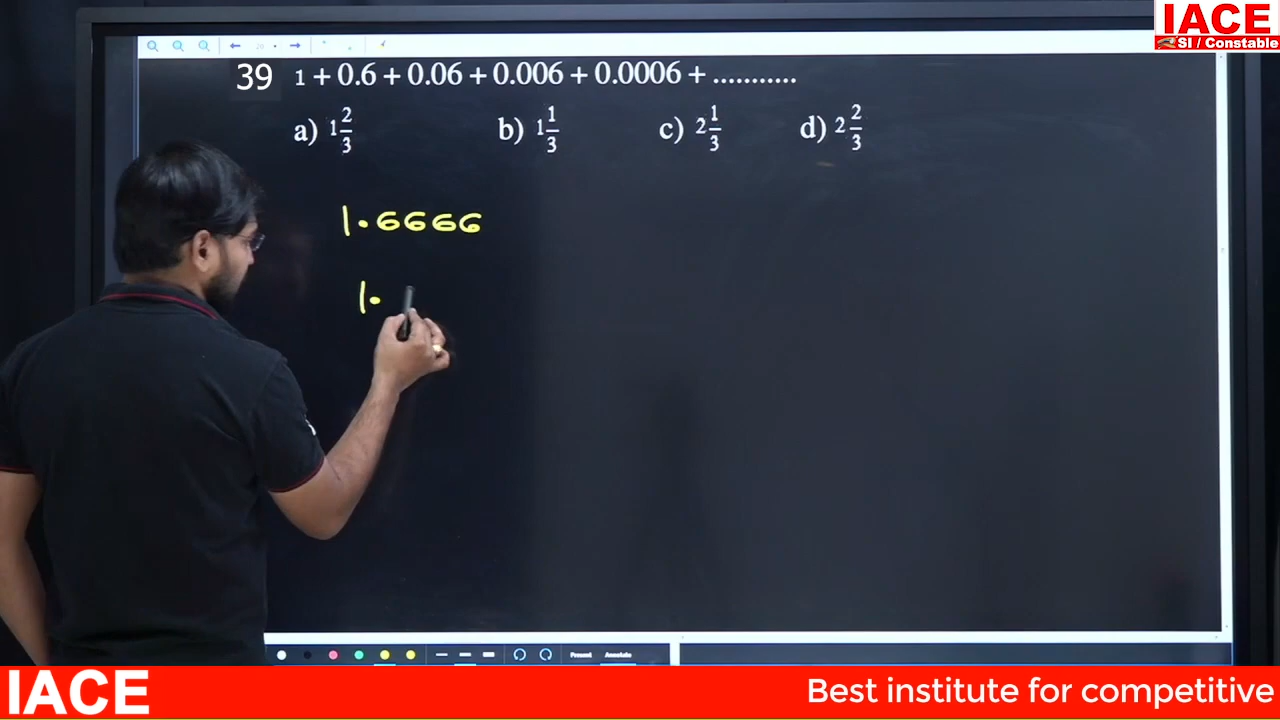 IACE
SI / Constable
39 1 + 0.6 + 0.06 + 0.006 + 0.0006 + ...........
a) 1 2/3 b) 1 1/3 c) 2 1/3 d) 2 2/3
1.6666
1.
Present Annotate
IACE
Best institute for competitive